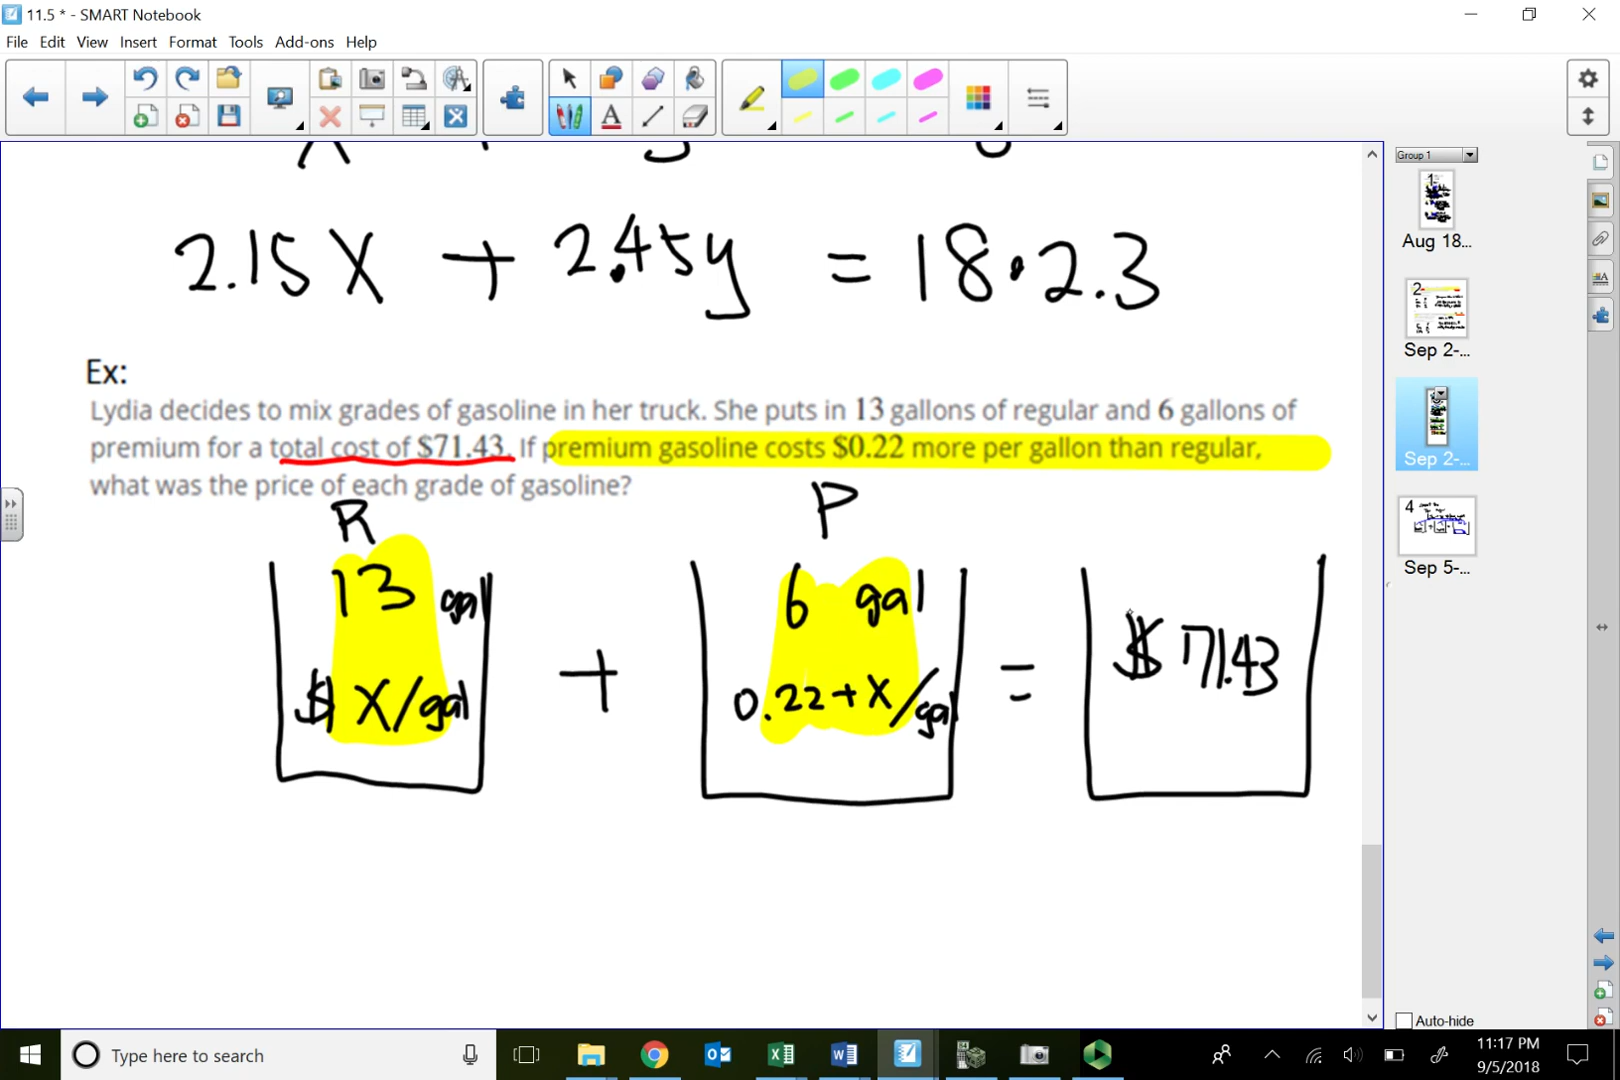 11.5 * - SMART Notebook
File Edit View Insert Format Tools Add-ons Help
2.15x + 2.45y = 18·2.3
Ex:
Lydia decides to mix grades of gasoline in her truck. She puts in 13 gallons of regular and 6 gallons of
premium for a total cost of $71.43. If premium gasoline costs $0.22 more per gallon than regular,
what was the price of each grade of gasoline?
R P
13 gal 6 gal
$ x/gal + 0.22+x/gal = $71.43
Group 1
1
Aug 18...
2
Sep 2-...
Sep 2-...
4
Sep 5-...
Auto-hide
Type here to search
11:17 PM
9/5/2018